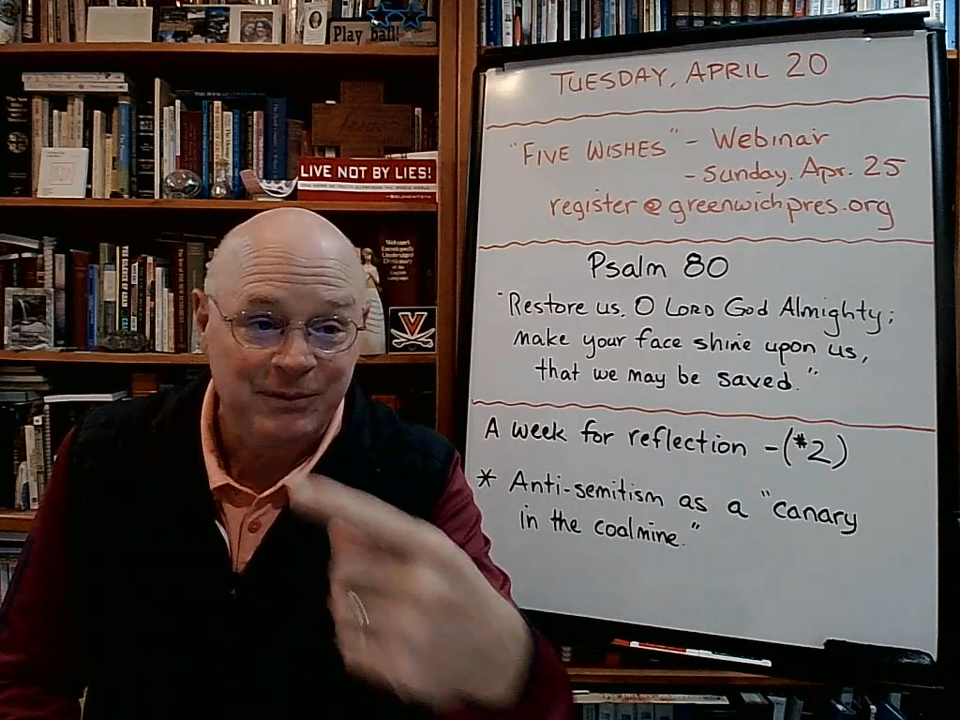 Play ball!
LIVE NOT BY LIES!
TUESDAY, APRIL 20
"FIVE WISHES" - Webinar
- Sunday. Apr. 25
register@greenwichpres.org
Psalm 80
"Restore us, O LORD God Almighty;
make your face shine upon us,
that we may be saved."
A week for reflection -(#2)
* Anti-semitism as a "canary
in the coalmine."